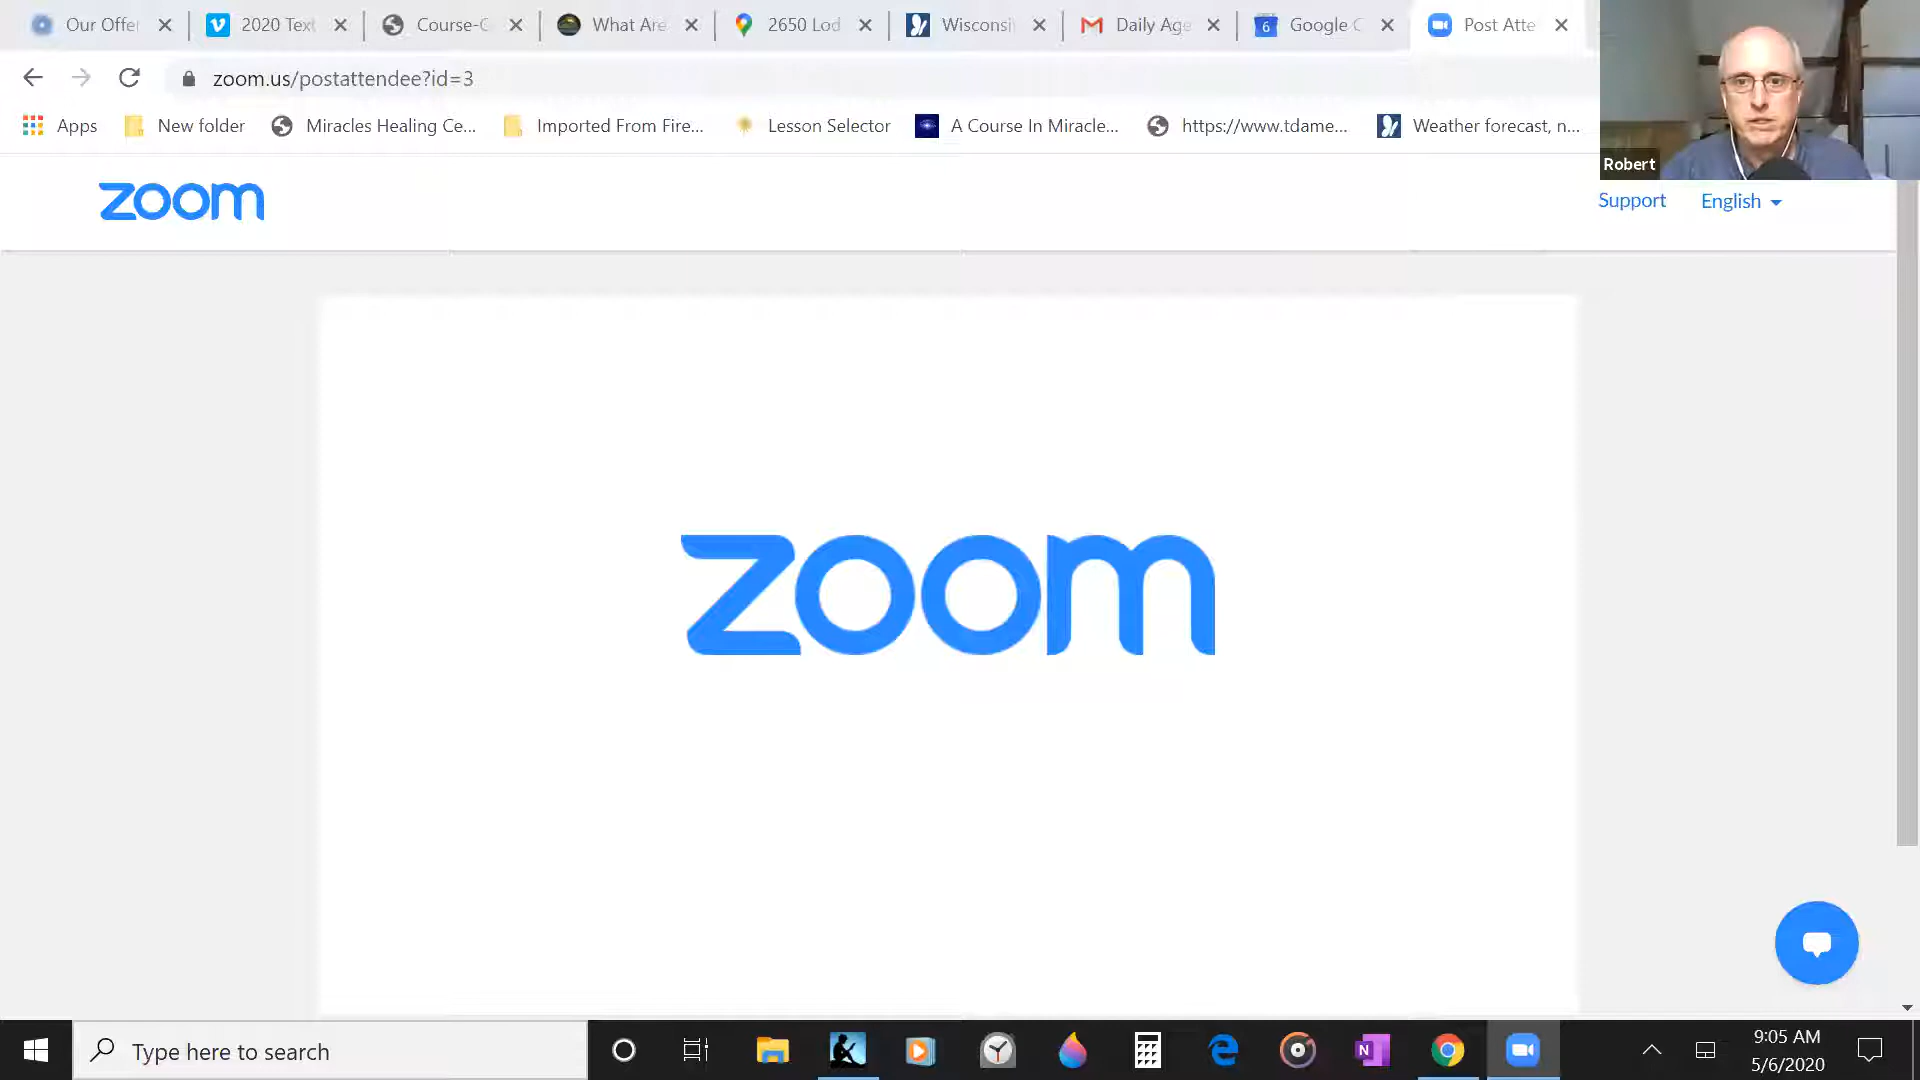 Our Offer
2020 Text
Course-G
What Are
2650 Lod
Wisconsi
Daily Age
6
Google C
Post Atte
zoom.us/postattendee?id=3
Apps
New folder
Miracles Healing Ce...
Imported From Fire...
Lesson Selector
A Course In Miracle...
https://www.tdame...
Weather forecast, n...
Robert
zoom
Support
English
zoom
Type here to search
N
9:05 AM
5/6/2020